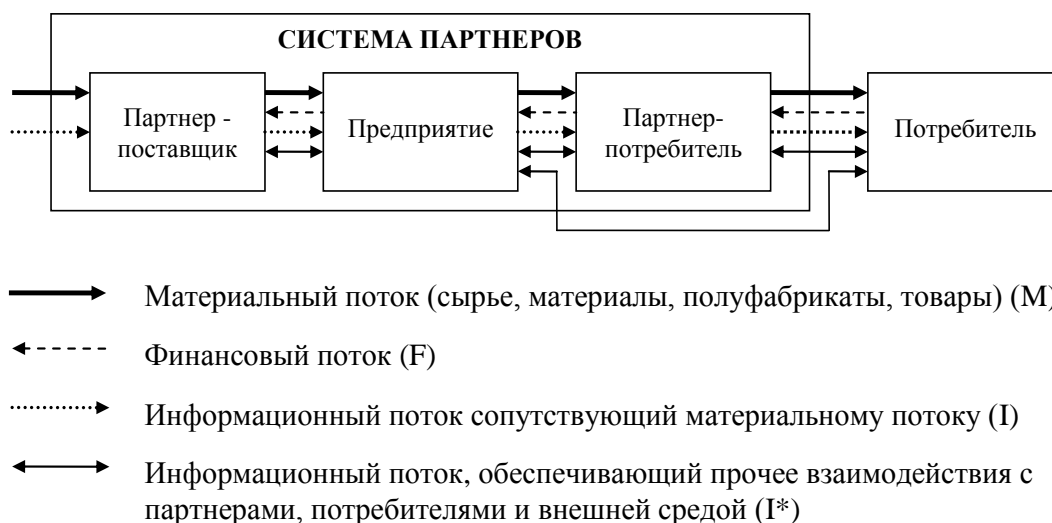 СИСТЕМА ПАРТНЕРОВ
Партнер -
поставщик
Предприятие
Партнер-
потребитель
Потребитель
Материальный поток (сырье, материалы, полуфабрикаты, товары) (М)
Финансовый поток (F)
Информационный поток сопутствующий материальному потоку (I)
Информационный поток, обеспечивающий прочее взаимодействия с
партнерами, потребителями и внешней средой (I*)